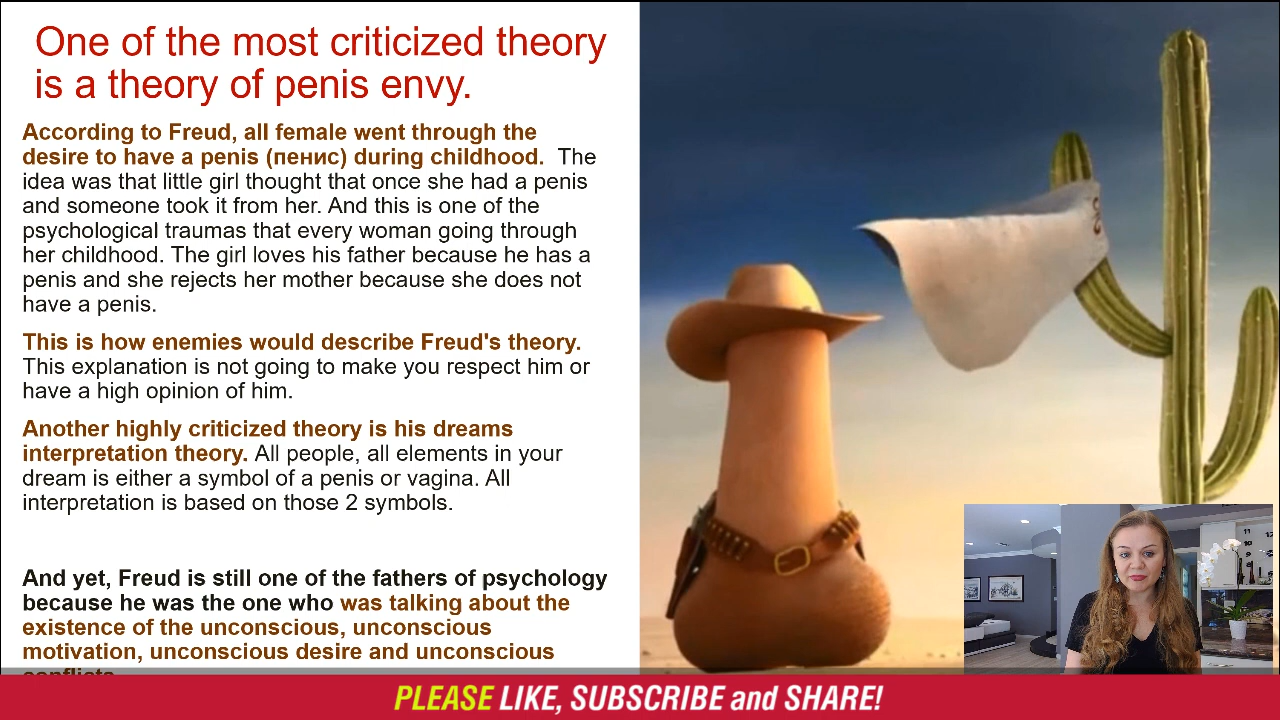 One of the most criticized theory
is a theory of penis envy.
According to Freud, all female went through the
desire to have a penis (пенис) during childhood. The
idea was that little girl thought that once she had a penis
and someone took it from her. And this is one of the
psychological traumas that every woman going through
her childhood. The girl loves his father because he has a
penis and she rejects her mother because she does not
have a penis.
This is how enemies would describe Freud's theory.
This explanation is not going to make you respect him or
have a high opinion of him.
Another highly criticized theory is his dreams
interpretation theory. All people, all elements in your
dream is either a symbol of a penis or vagina. All
interpretation is based on those 2 symbols.
And yet, Freud is still one of the fathers of psychology
because he was the one who was talking about the
existence of the unconscious, unconscious
motivation, unconscious desire and unconscious
PLEASE LIKE, SUBSCRIBE and SHARE!